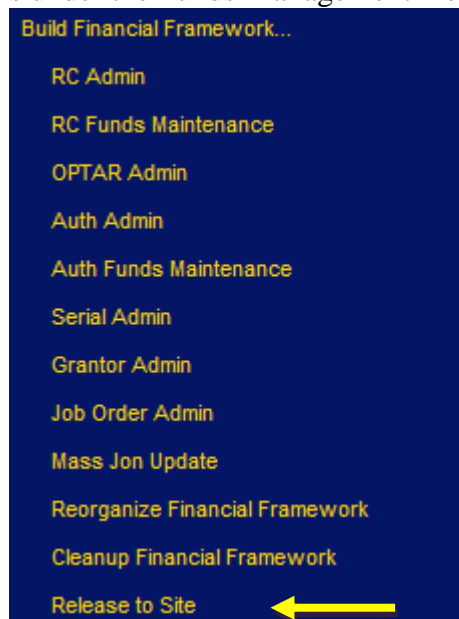 Build Financial Framework...
RC Admin
RC Funds Maintenance
OPTAR Admin
Auth Admin
Auth Funds Maintenance
Serial Admin
Grantor Admin
Job Order Admin
Mass Jon Update
Reorganize Financial Framework
Cleanup Financial Framework
Release to Site